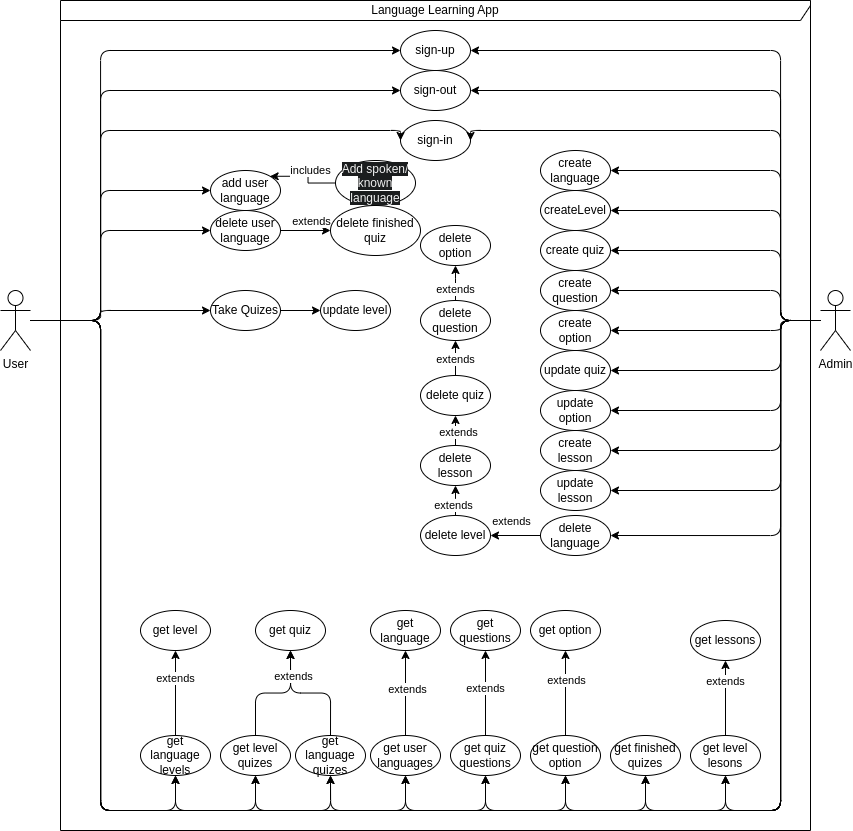 Language Learning App
sign-up
sign-out
sign-in
includes
Add spoken/
known
language
add user
language
delete user
language
extends
delete finished
quiz
Take Quizes
update level
User
delete
option
extends
delete
question
extends
delete quiz
extends
delete
lesson
extends
delete level
extends
create
language
createLevel
create quiz
create
question
create
option
update quiz
update
option
create
lesson
update
lesson
delete
language
Admin
get level
get quiz
get
language
get
questions
get option
get lessons
extends
extends
extends
extends
extends
extends
get
language
levels
get level
quizes
get
language
quizes
get user
languages
get quiz
questions
get question
option
get finished
quizes
get level
lesons